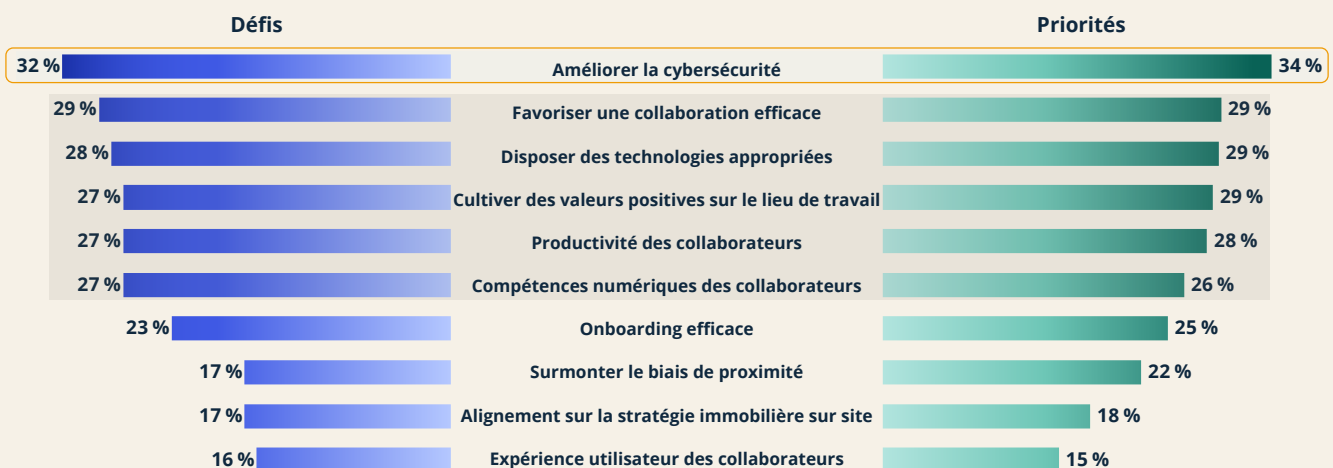 Défis Priorités
32 % Améliorer la cybersécurité 34 %
29 % Favoriser une collaboration efficace 29 %
28 % Disposer des technologies appropriées 29 %
27 % Cultiver des valeurs positives sur le lieu de travail 29 %
27 % Productivité des collaborateurs 28 %
27 % Compétences numériques des collaborateurs 26 %
23 % Onboarding efficace 25 %
17 % Surmonter le biais de proximité 22 %
17 % Alignement sur la stratégie immobilière sur site 18 %
16 % Expérience utilisateur des collaborateurs 15 %